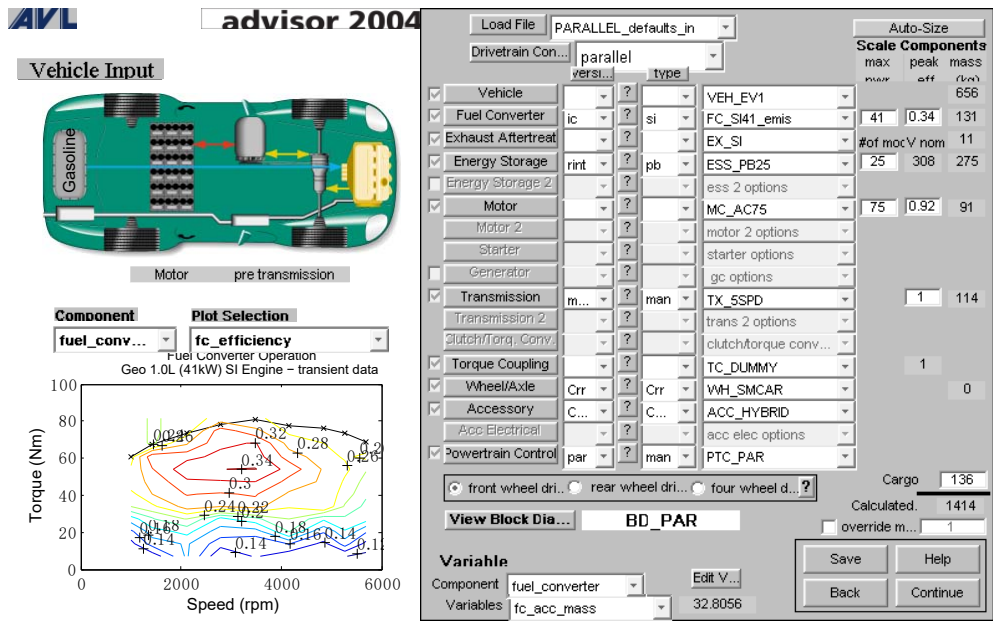 AVL
advisor 2004
Vehicle Input
Gasoline
Motor pre transmission
Component Plot Selection
fuel_conv... fc_efficiency
Fuel Converter Operation
Geo 1.0L (41kW) SI Engine − transient data
100
80
60
40
20
0
0 2000 4000 6000
Torque (Nm)
Speed (rpm)
0.32
0.28
0.34
0.3
0.24
0.22
0.18
0.18
0.16
0.14
0.14
0.14
Load File PARALLEL_defaults_in
Auto-Size
Drivetrain Con... parallel
Scale Components
versi... type
max peak mass
pwr eff (kg)
Vehicle ? VEH_EV1 656
Fuel Converter ic ? si FC_SI41_emis 41 0.34 131
Exhaust Aftertreat ? EX_SI #of mod V nom 11
Energy Storage rint ? pb ESS_PB25 25 308 275
Energy Storage 2 ? ess 2 options
Motor ? MC_AC75 75 0.92 91
Motor 2 ? motor 2 options
Starter ? starter options
Generator ? gc options
Transmission m... ? man TX_5SPD 1 114
Transmission 2 ? trans 2 options
Clutch/Torq. Conv. ? clutch/torque conv...
Torque Coupling ? TC_DUMMY 1
Wheel/Axle Crr ? Crr WH_SMCAR 0
Accessory C... ? C... ACC_HYBRID
Acc Electrical ? acc elec options
Powertrain Control par ? man PTC_PAR
front wheel dri.. rear wheel dri... four wheel d... ?
Cargo 136
Calculated. 1414
View Block Dia... BD_PAR
override m... 1
Variable
Component fuel_converter Edit V...
Variables fc_acc_mass 32.8056
Save Help
Back Continue